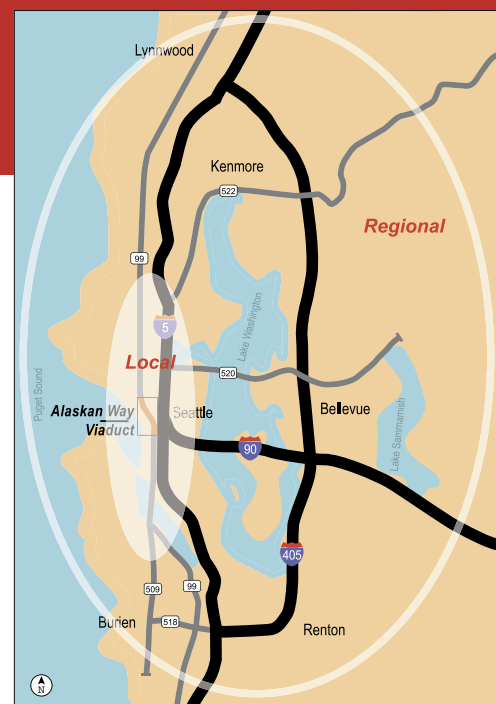 Lynnwood
Kenmore
522
Regional
99
5
Lake Washington
Local
520
Puget Sound
Alaskan Way
Viaduct
Seattle
Bellevue
Lake Sammamish
90
405
509
99
518
Burien
Renton
N